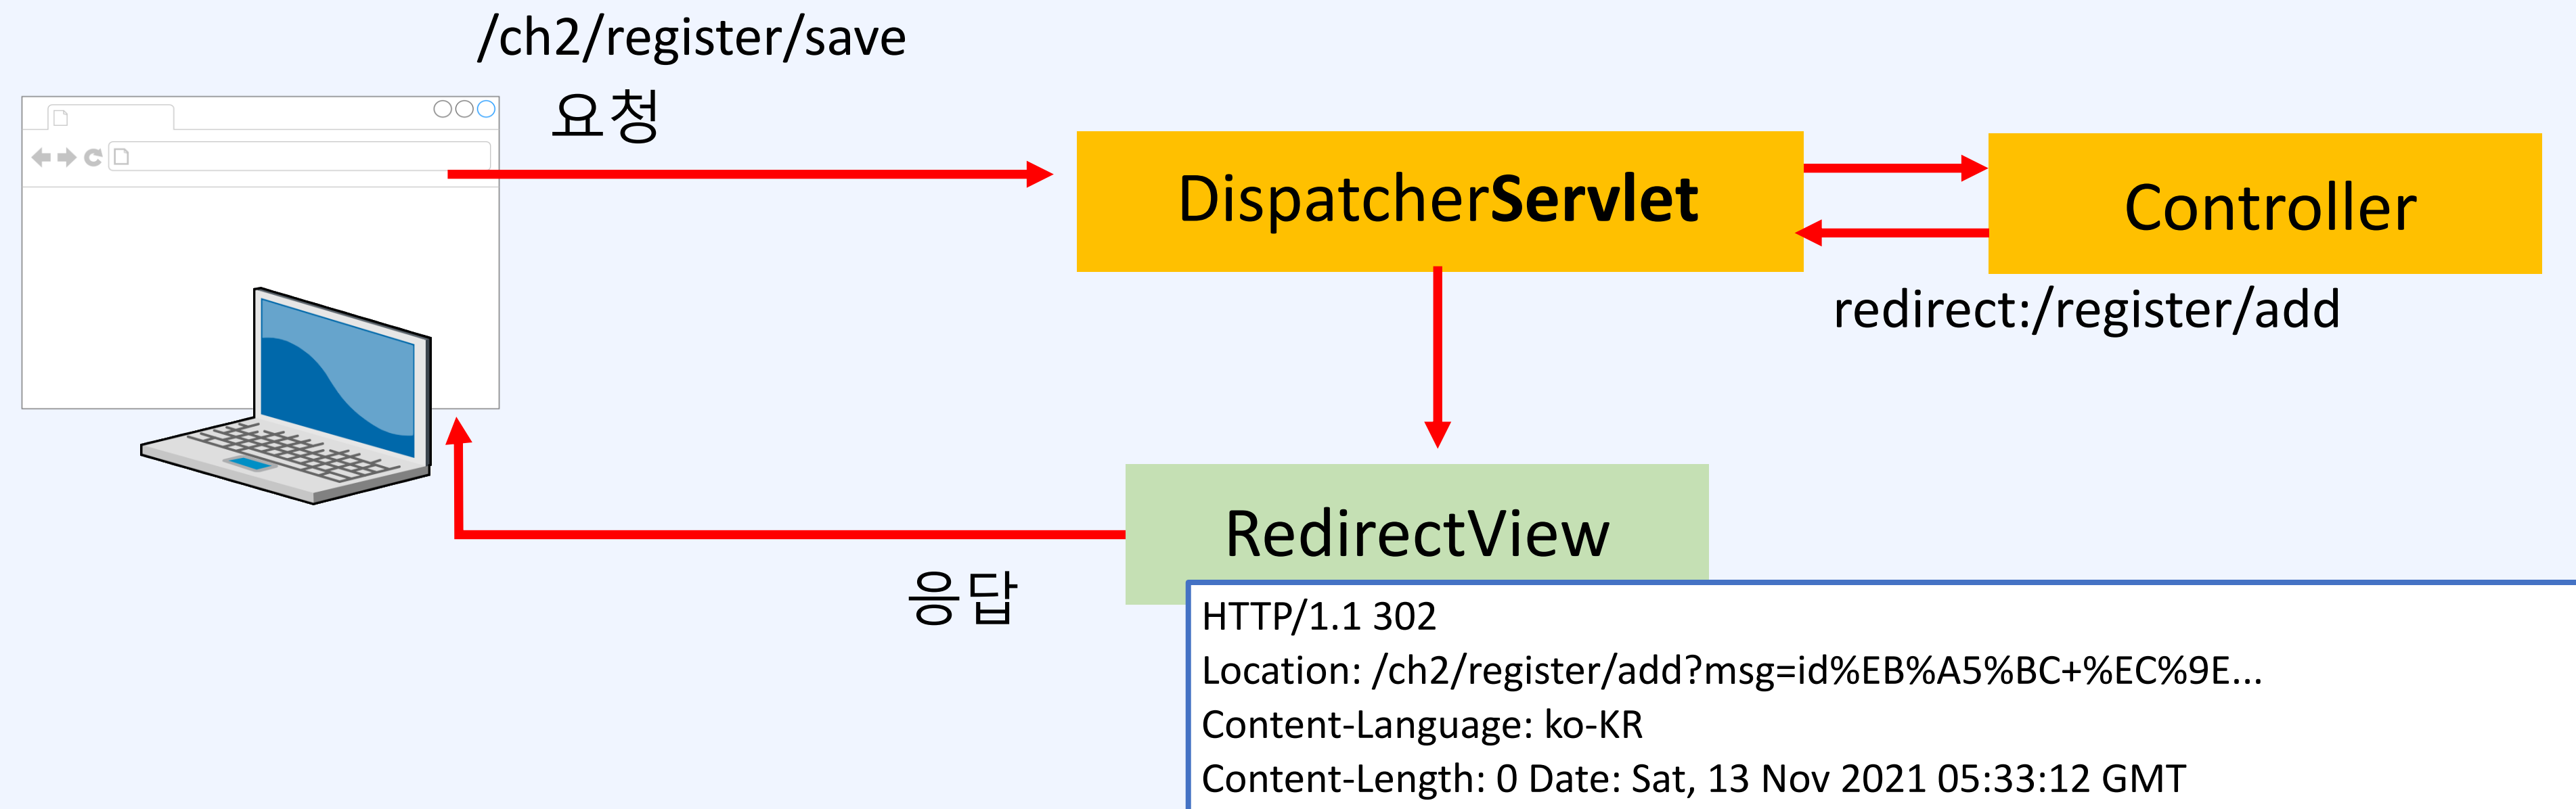 /ch2/register/save
요청
DispatcherServlet
Controller
redirect:/register/add
RedirectView
응답
HTTP/1.1 302
Location: /ch2/register/add?msg=id%EB%A5%BC+%EC%9E...
Content-Language: ko-KR
Content-Length: 0 Date: Sat, 13 Nov 2021 05:33:12 GMT